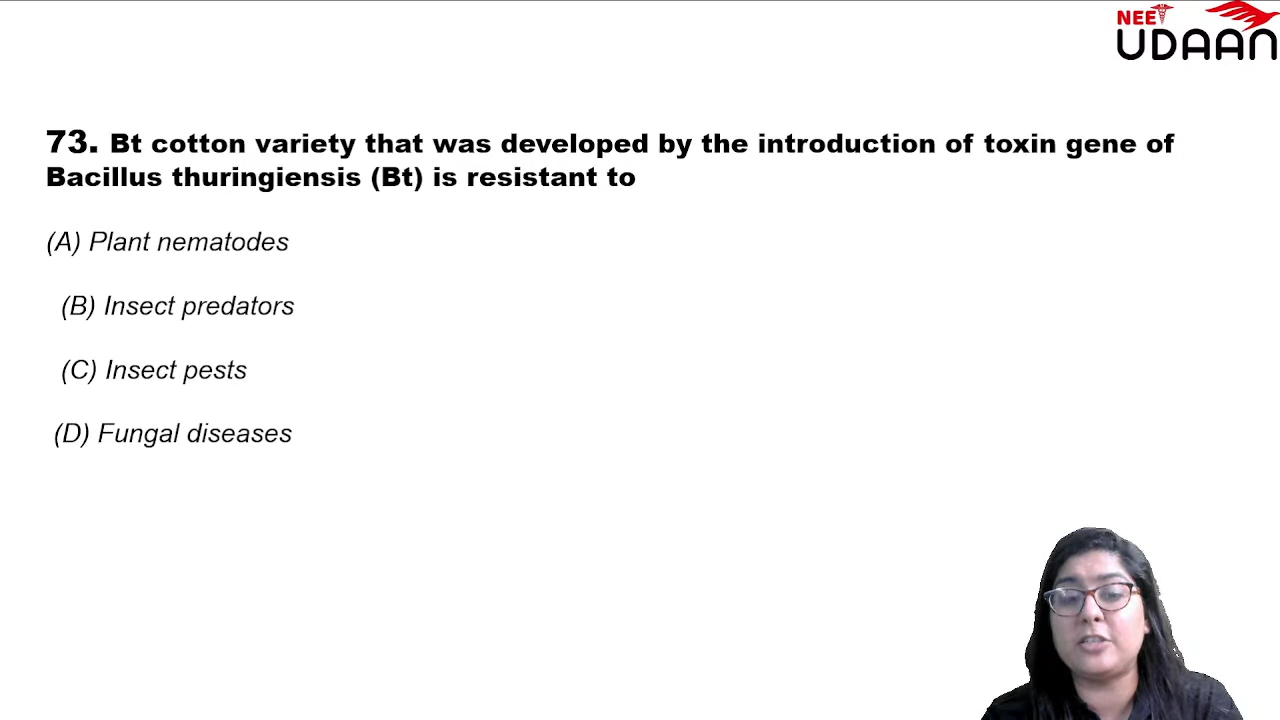 NEET
UDAAN
73. Bt cotton variety that was developed by the introduction of toxin gene of
Bacillus thuringiensis (Bt) is resistant to
(A) Plant nematodes
(B) Insect predators
(C) Insect pests
(D) Fungal diseases